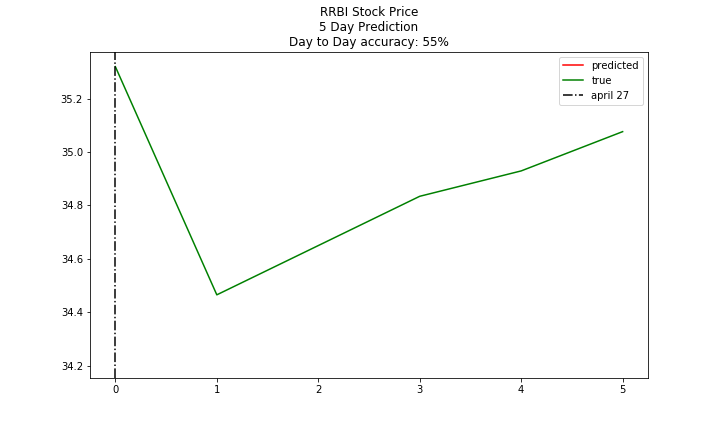 RRBI Stock Price
5 Day Prediction
Day to Day accuracy: 55%
predicted
true
april 27
35.2
35.0
34.8
34.6
34.4
34.2
0 1 2 3 4 5